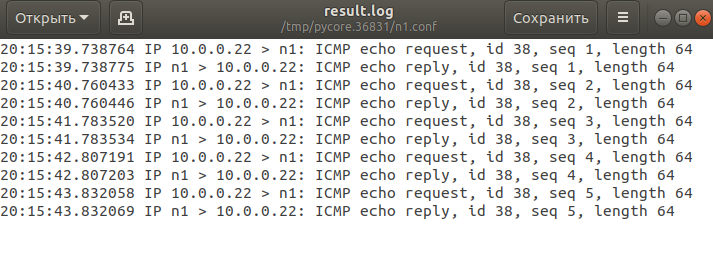 Открыть
result.log
/tmp/pycore.36831/n1.conf
Сохранить
20:15:39.738764 IP 10.0.0.22 > n1: ICMP echo request, id 38, seq 1, length 64
20:15:39.738775 IP n1 > 10.0.0.22: ICMP echo reply, id 38, seq 1, length 64
20:15:40.760433 IP 10.0.0.22 > n1: ICMP echo request, id 38, seq 2, length 64
20:15:40.760446 IP n1 > 10.0.0.22: ICMP echo reply, id 38, seq 2, length 64
20:15:41.783520 IP 10.0.0.22 > n1: ICMP echo request, id 38, seq 3, length 64
20:15:41.783534 IP n1 > 10.0.0.22: ICMP echo reply, id 38, seq 3, length 64
20:15:42.807191 IP 10.0.0.22 > n1: ICMP echo request, id 38, seq 4, length 64
20:15:42.807203 IP n1 > 10.0.0.22: ICMP echo reply, id 38, seq 4, length 64
20:15:43.832058 IP 10.0.0.22 > n1: ICMP echo request, id 38, seq 5, length 64
20:15:43.832069 IP n1 > 10.0.0.22: ICMP echo reply, id 38, seq 5, length 64